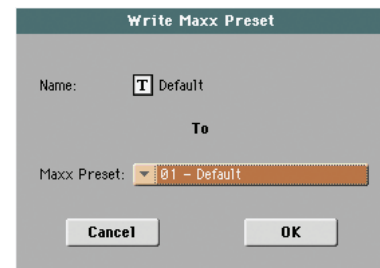 Write Maxx Preset
Name: T Default
To
Maxx Preset: 01 - Default
Cancel OK